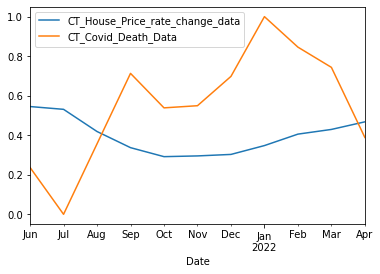 CT_House_Price_rate_change_data
CT_Covid_Death_Data
1.0
0.8
0.6
0.4
0.2
0.0
Jun Jul Aug Sep Oct Nov Dec Jan Feb Mar Apr
2022
Date